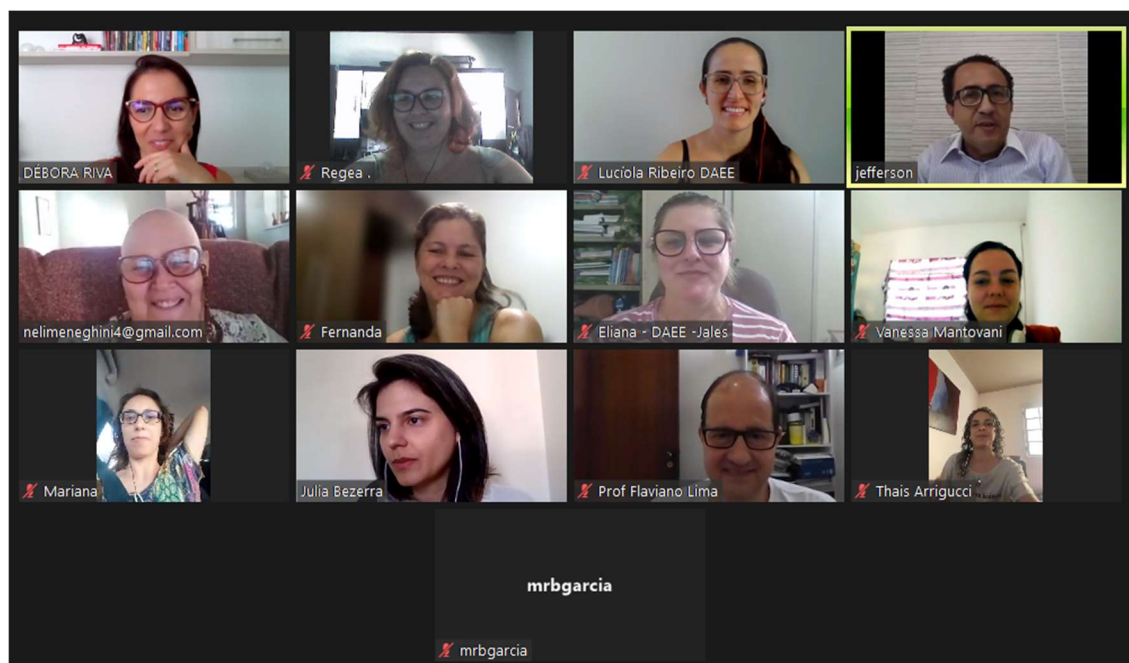 DÉBORA RIVA
Regea .
Lucíola Ribeiro DAEE
jefferson
nelimeneghini4@gmail.com
Fernanda
Eliana - DAEE -Jales
Vanessa Mantovani
Mariana
Julia Bezerra
Prof Flaviano Lima
Thais Arrigucci
mrbgarcia
mrbgarcia